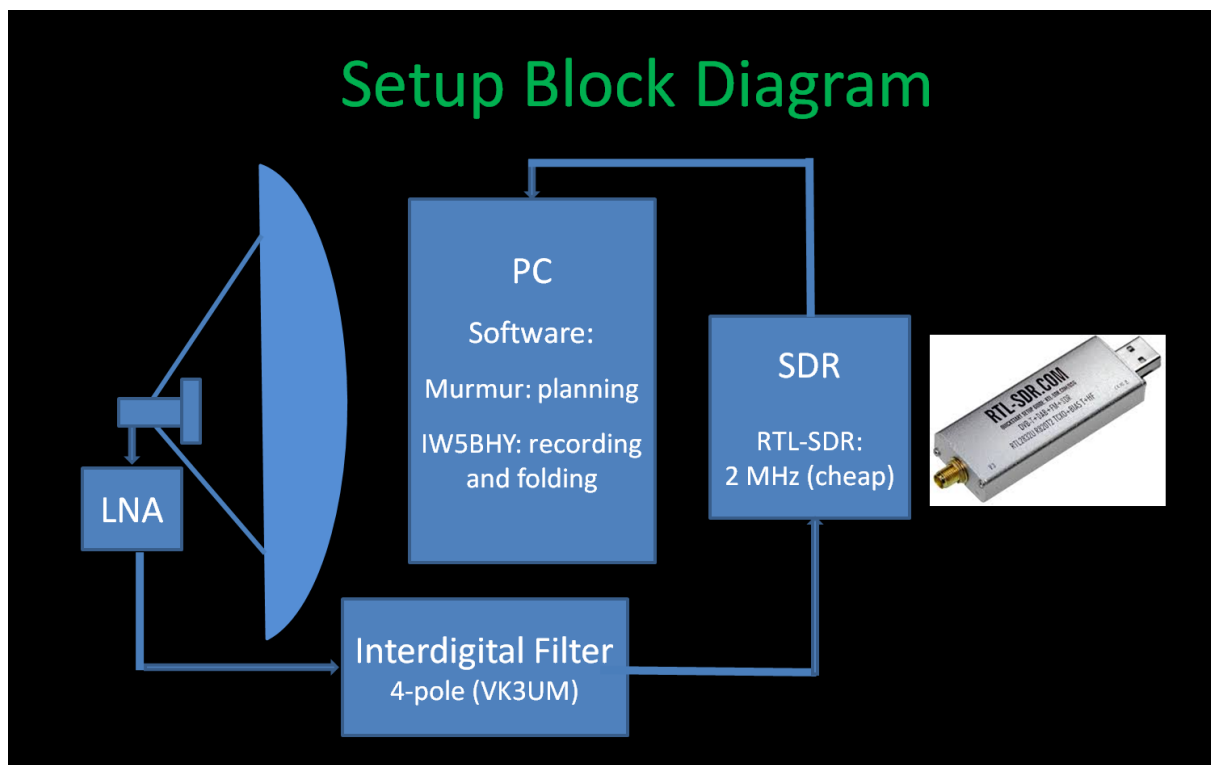 Setup Block Diagram
PC
Software:
Murmur: planning
IW5BHY: recording
and folding
SDR
RTL-SDR:
2 MHz (cheap)
RTL-SDR.COM
LNA
Interdigital Filter
4-pole (VK3UM)